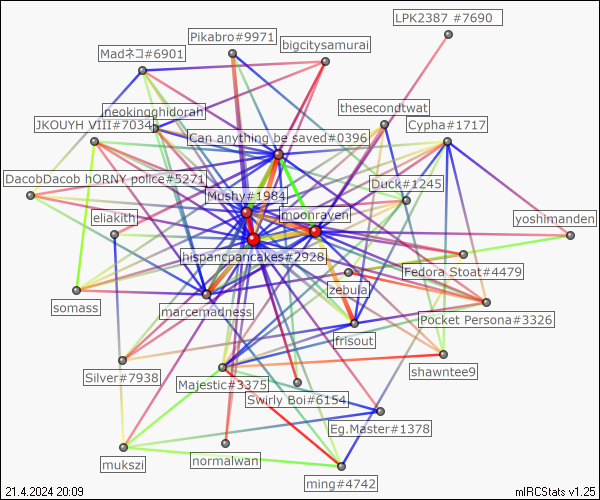 LPK2387 #7690
Pikabro#9971
bigcitysamurai
Madネコ#6901
neokingghidorah
thesecondtwat
JKOUYH VIII#7034
Can anything be saved#0396
Cypha#1717
DacobDacob hORNY police#5271
Duck#1245
Mushy#1984
eliakith
moonraven
yoshimanden
hispancpancakes#2928
Fedora Stoat#4479
zebula
somass
marcemadness
Pocket Persona#3326
frisout
Silver#7938
Majestic#3375
shawntee9
Swirly Boi#6154
Eg.Master#1378
mukszi
normalwan
ming#4742
21.4.2024 20:09
mIRCStats v1.25